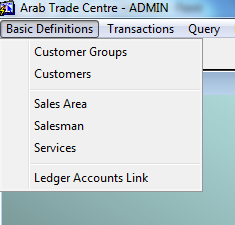 Arab Trade Centre - ADMIN
Basic Definitions Transactions Query
Customer Groups
Customers
Sales Area
Salesman
Services
Ledger Accounts Link